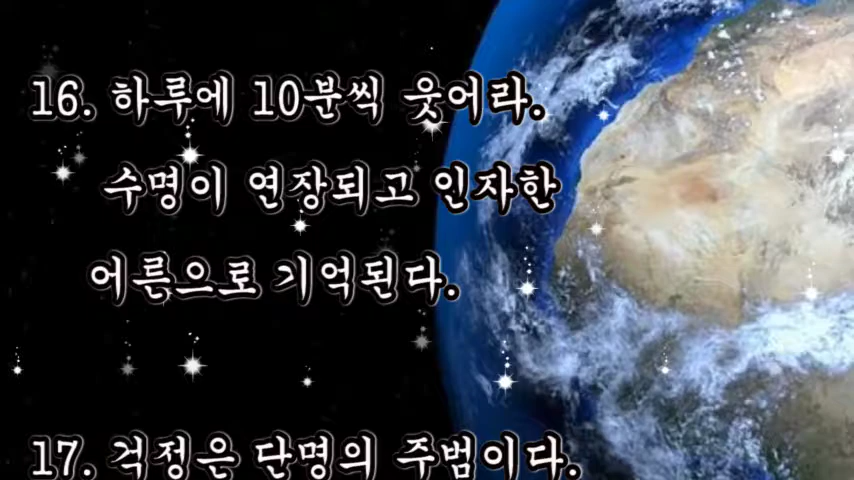 16. 하루에 10분씩 웃어라.
수명이 연장되고 인자한
어른으로 기억된다.
17. 걱정은 단명의 주범이다.